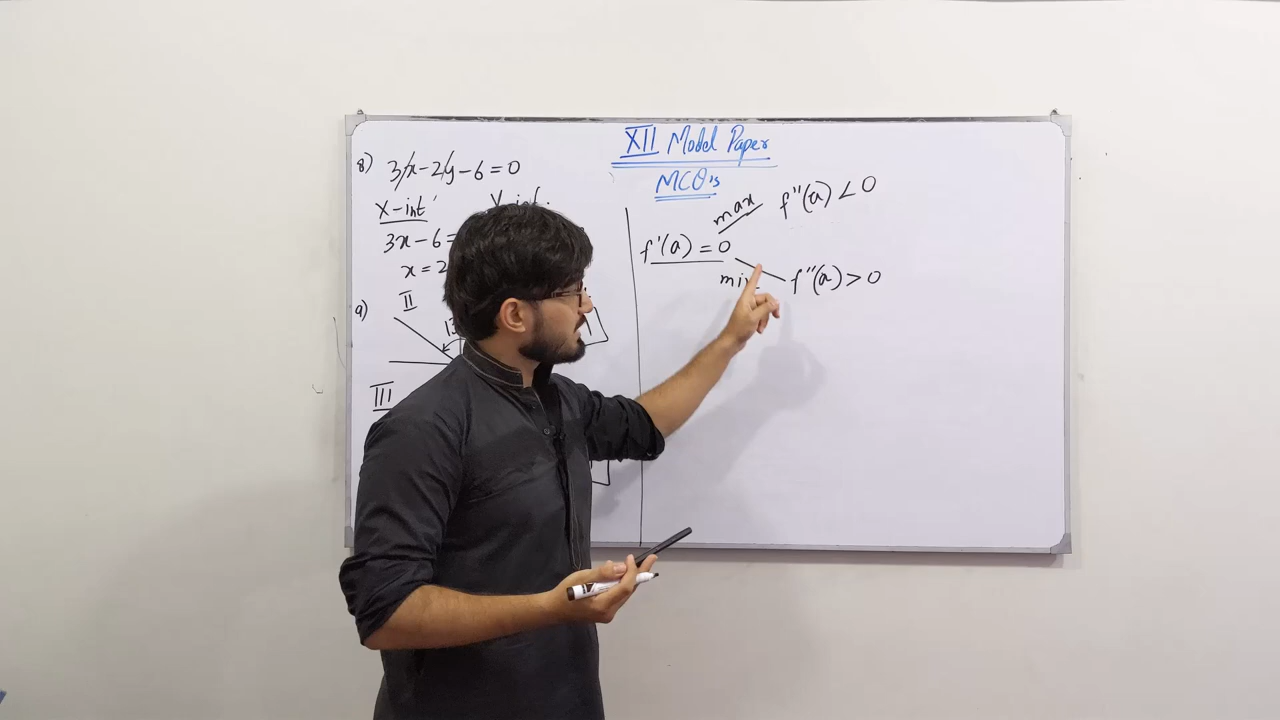 XII Model Paper
MCQ's
8) 3x-2y-6=0
X-int
3x-6=
x=2
9) II
III
max f''(a) < 0
f'(a) = 0
min f''(a) > 0